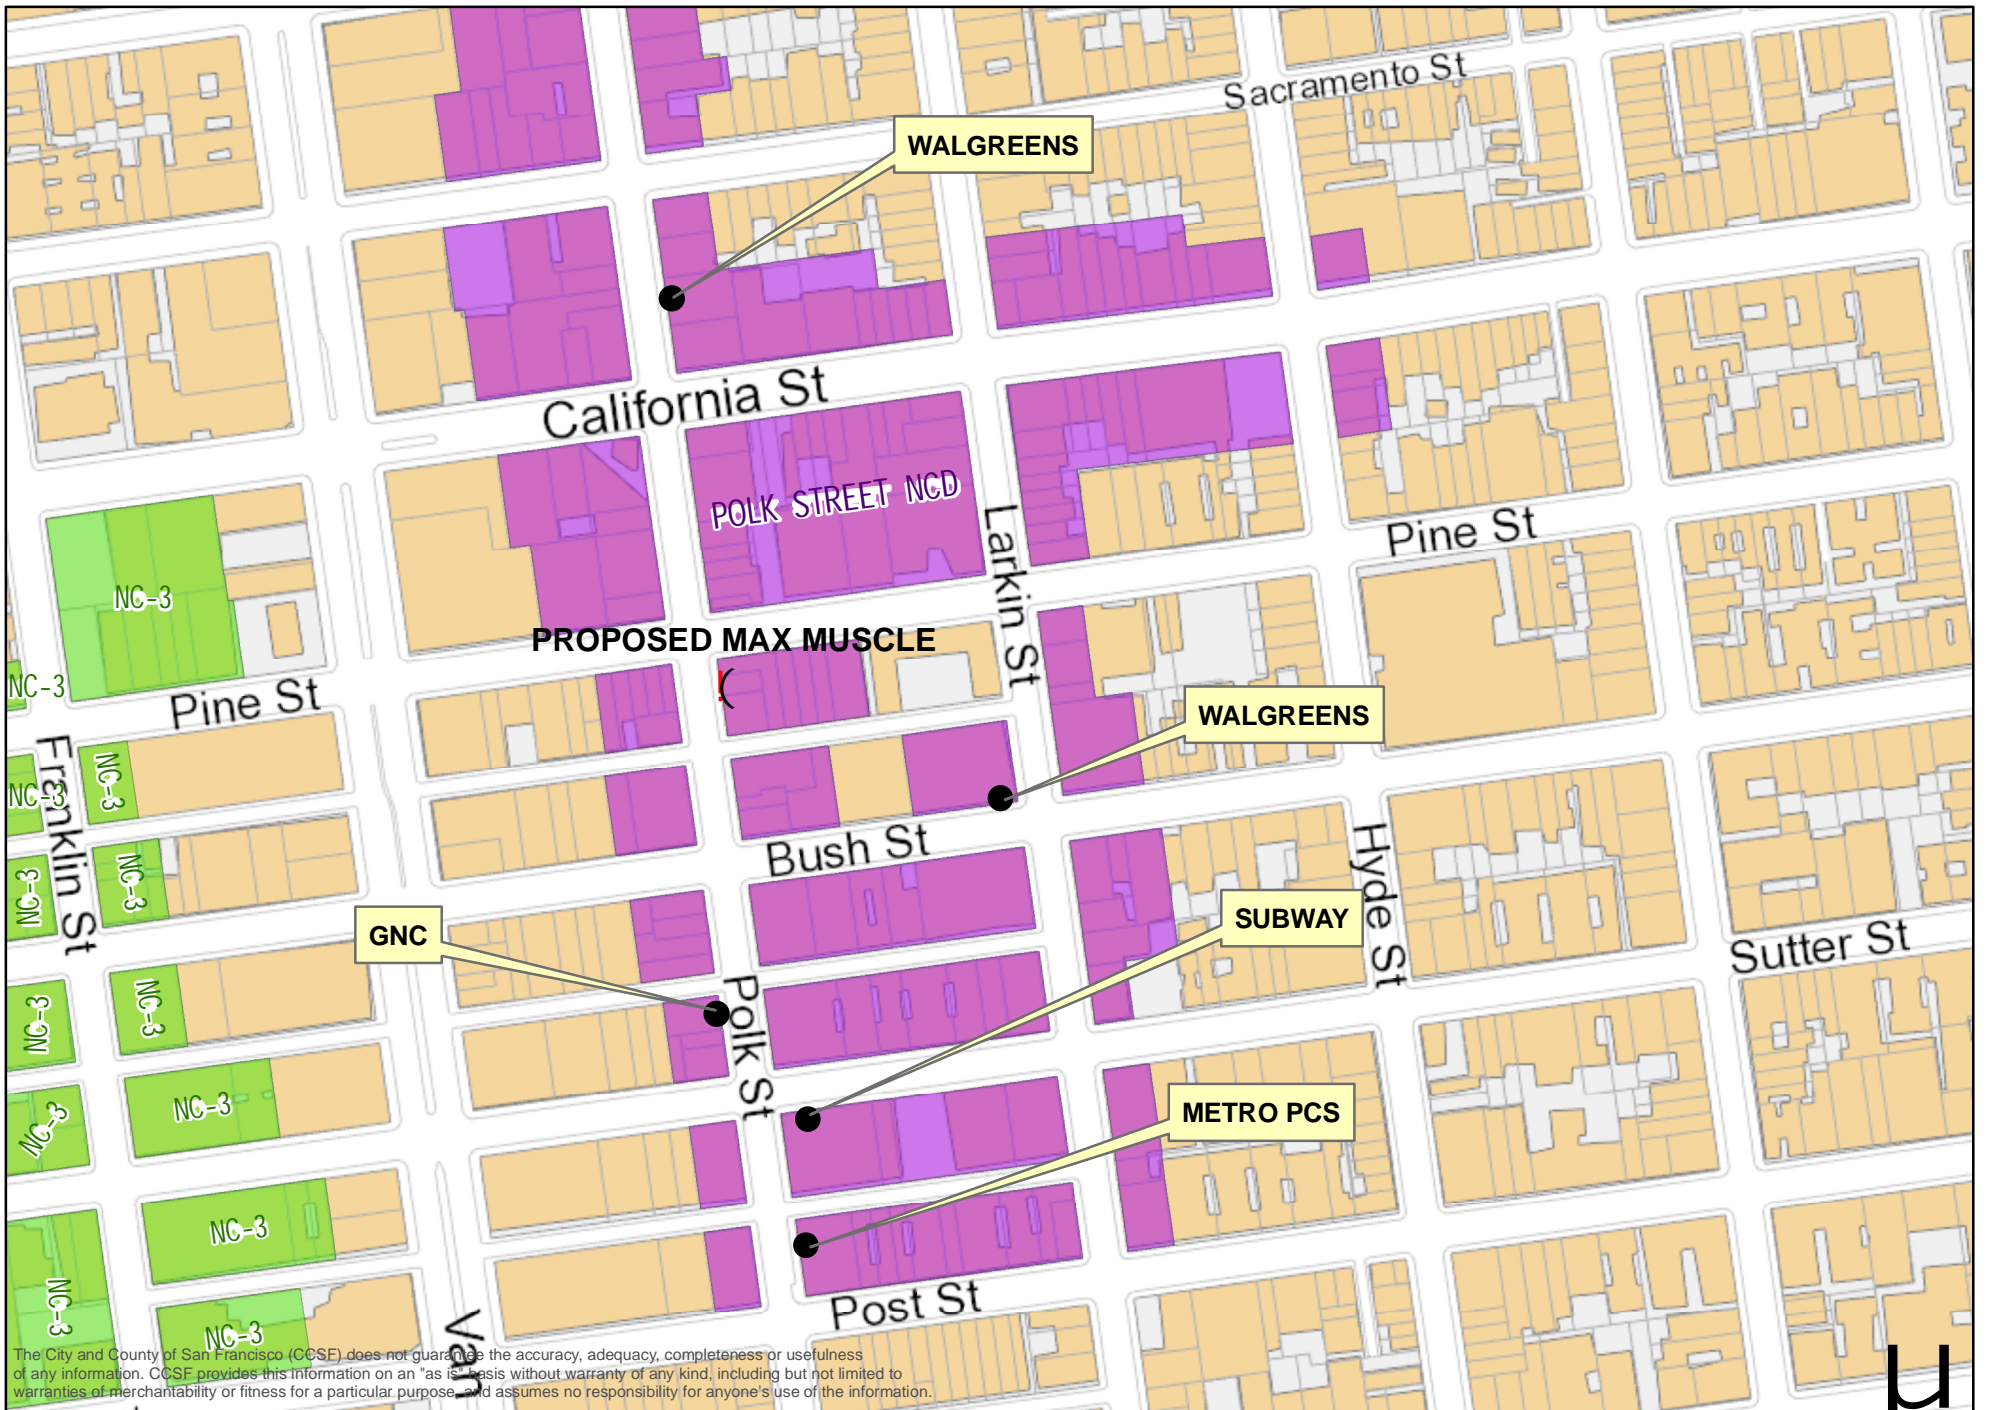 Sacramento St
WALGREENS
California St
POLK STREET NCD
Larkin St
Pine St
NC-3
PROPOSED MAX MUSCLE
!(
NC-3
Pine St
WALGREENS
Franklin St
NC-3
NC-3
Bush St
Hyde St
NC-3
NC-3
SUBWAY
GNC
Sutter St
Polk St
NC-3
NC-3
NC-3
NC-3
METRO PCS
NC-3
NC-3
Post St
NC-3
Van
The City and County of San Francisco (CCSF) does not guarantee the accuracy, adequacy, completeness or usefulness
of any information. CCSF provides this information on an "as is" basis without warranty of any kind, including but not limited to
warranties of merchantability or fitness for a particular purpose, and assumes no responsibility for anyone's use of the information.
µ